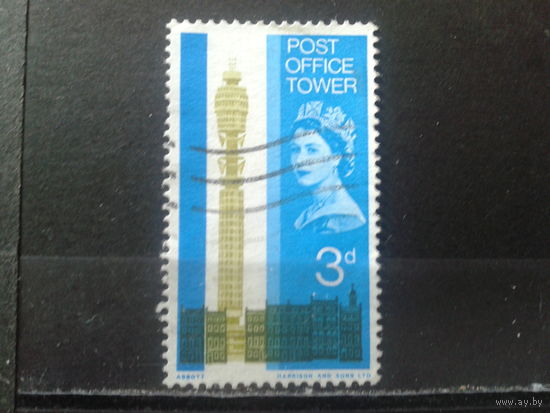 POST
OFFICE
TOWER
3d
ABBOTT HARRISON AND SONS LTD
www.ay.by